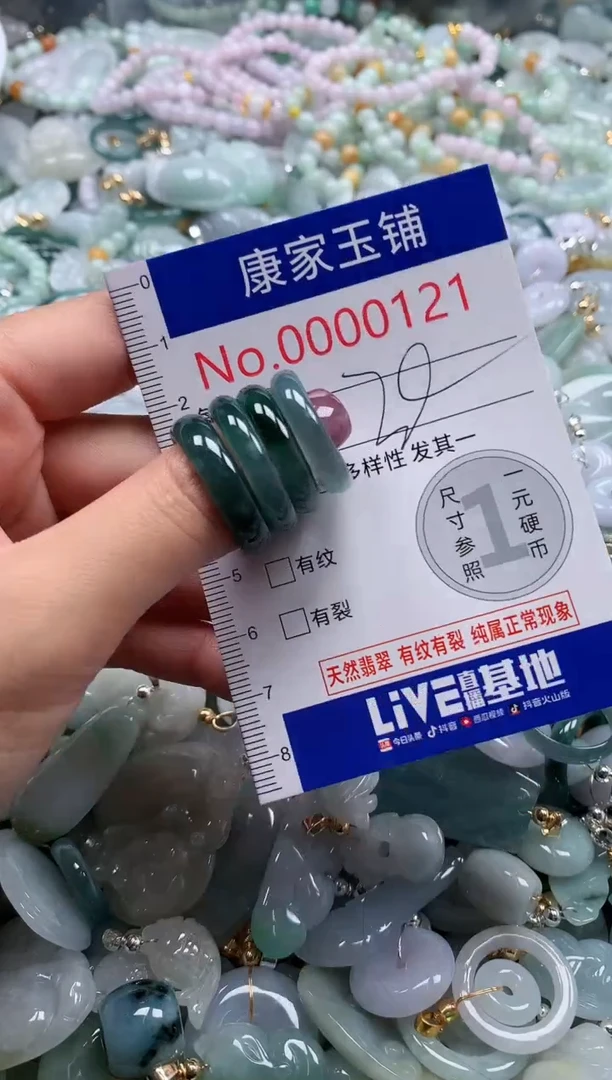 康家玉铺
No.0000121
多样性 发其一
一元硬币
1
尺寸参照
有纹
有裂
天然翡翠 有纹有裂 纯属正常现象
LiVE直播基地
头条 今日头条 抖音 西瓜视频 抖音火山版
0
1
2
5
6
7
8